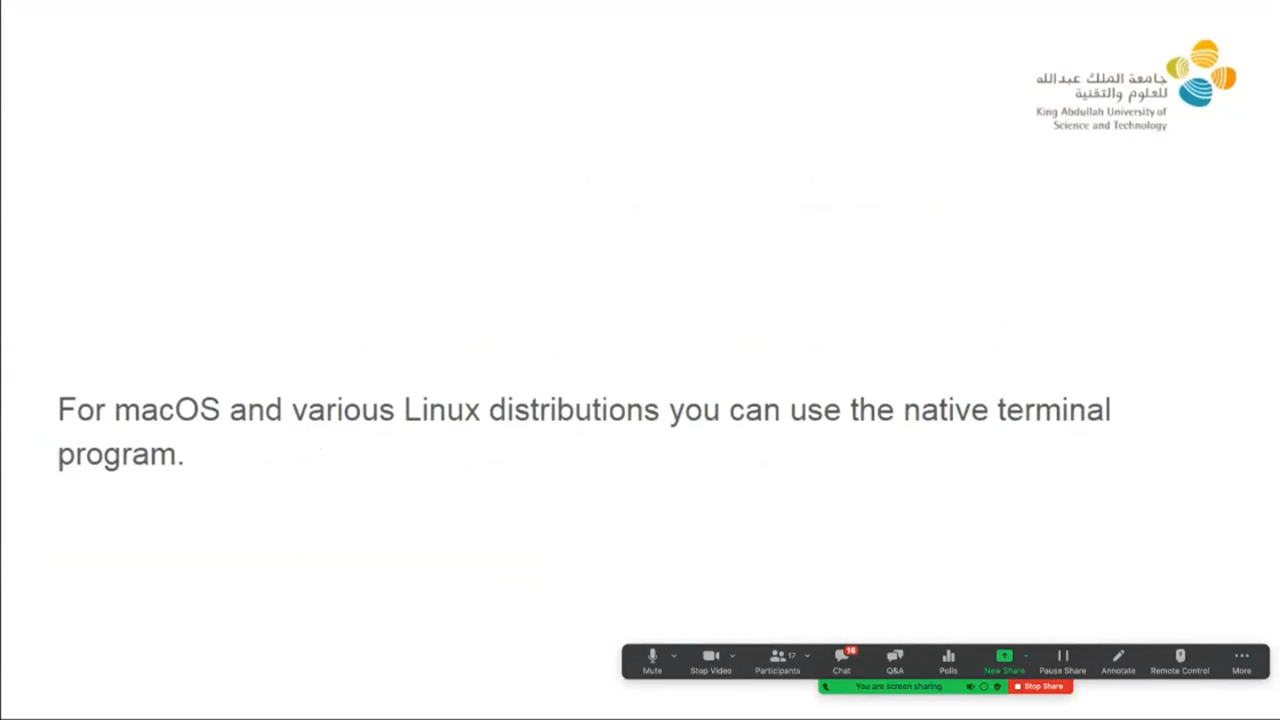 جامعة الملك عبدالله
للعلوم والتقنية
King Abdullah University of
Science and Technology
For macOS and various Linux distributions you can use the native terminal
program.
Mute
Stop Video
17
Participants
16
Chat
Q&A
Polls
New Share
Pause Share
Annotate
Remote Control
More
You are screen sharing
Stop Share